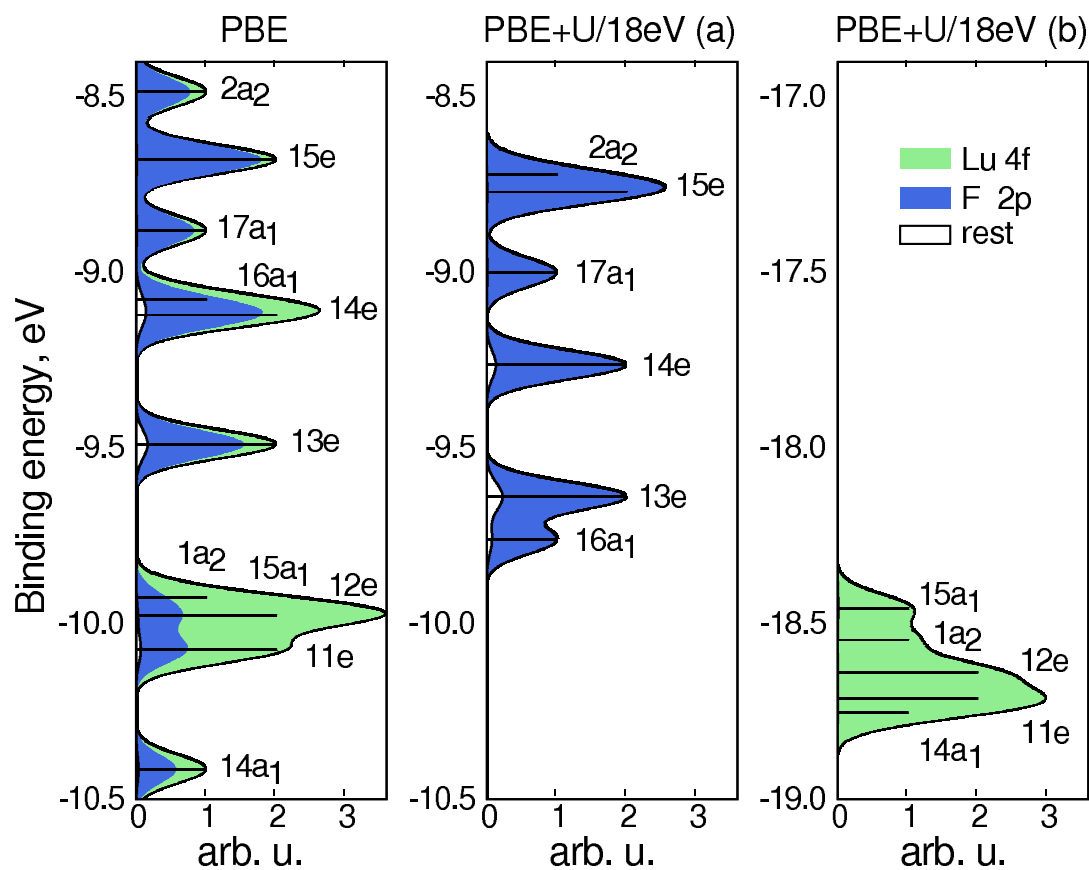 PBE
PBE+U/18eV (a)
PBE+U/18eV (b)
Binding energy, eV
-8.5
-9.0
-9.5
-10.0
-10.5
2a2
15e
17a1
16a1
14e
13e
1a2
15a1
12e
11e
14a1
0 1 2 3
arb. u.
-8.5
-9.0
-9.5
-10.0
-10.5
2a2
15e
17a1
14e
13e
16a1
0 1 2 3
arb. u.
-17.0
-17.5
-18.0
-18.5
-19.0
Lu 4f
F 2p
rest
15a1
1a2
12e
11e
14a1
0 1 2 3
arb. u.